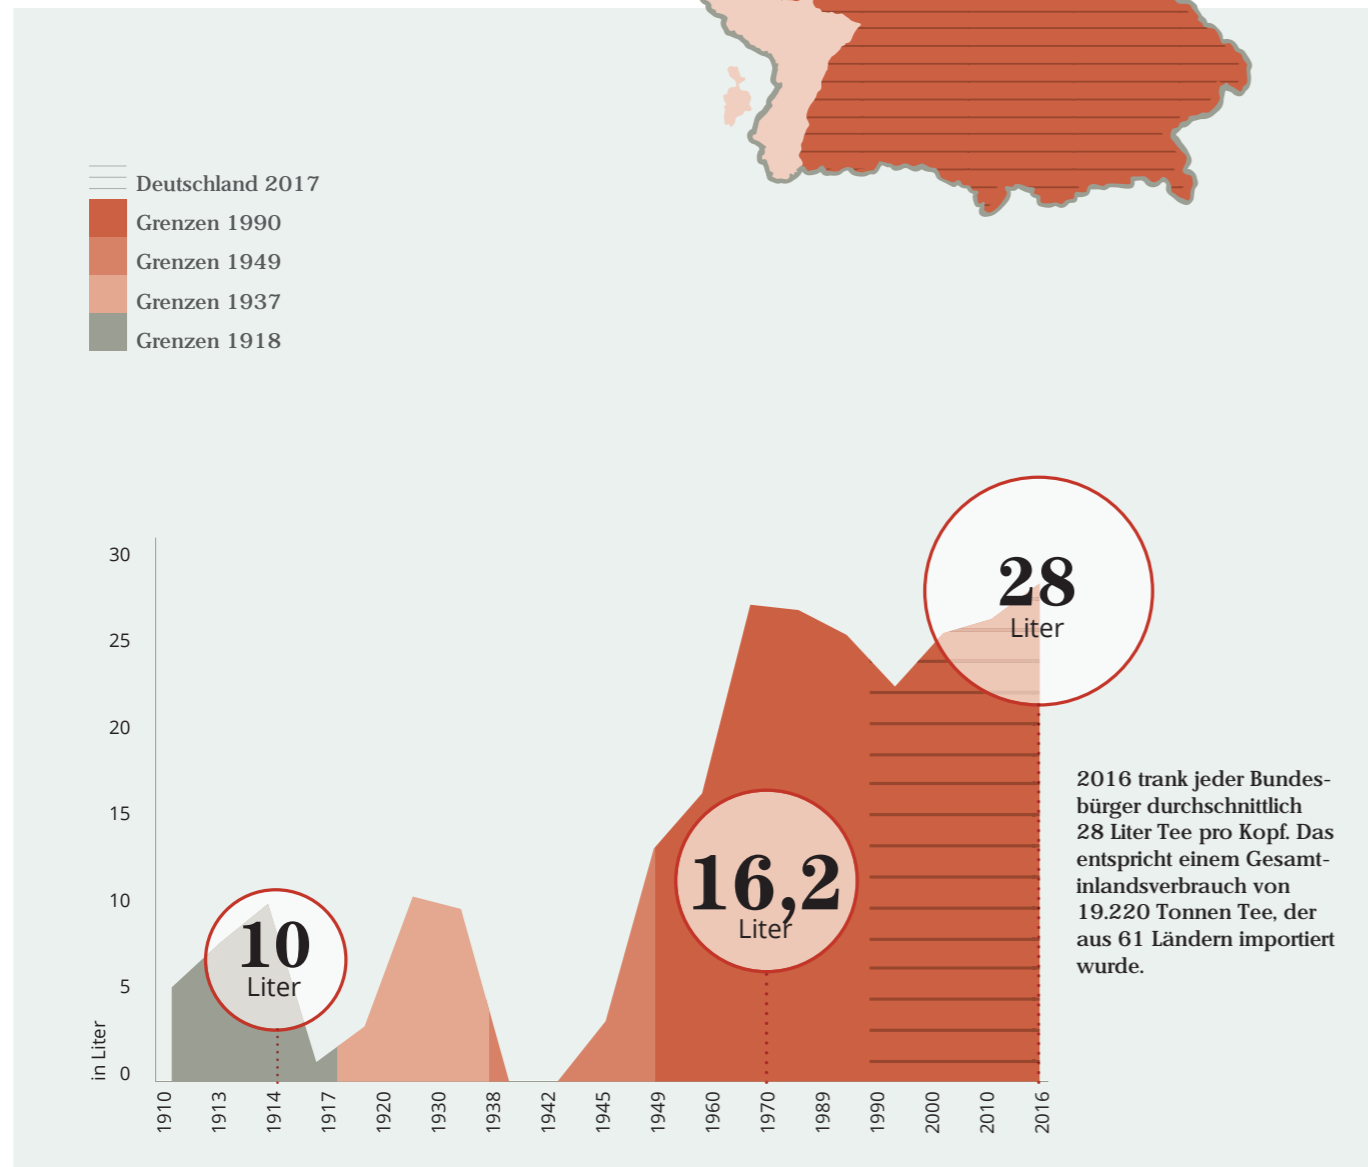 Deutschland 2017
Grenzen 1990
Grenzen 1949
Grenzen 1937
Grenzen 1918
30
25
20
15
10
5
0
in Liter
10
Liter
16,2
Liter
28
Liter
1910
1913
1914
1917
1920
1930
1938
1942
1945
1949
1960
1970
1989
1990
2000
2010
2016
2016 trank jeder Bundes-
bürger durchschnittlich
28 Liter Tee pro Kopf. Das
entspricht einem Gesamt-
inlandsverbrauch von
19.220 Tonnen Tee, der
aus 61 Ländern importiert
wurde.